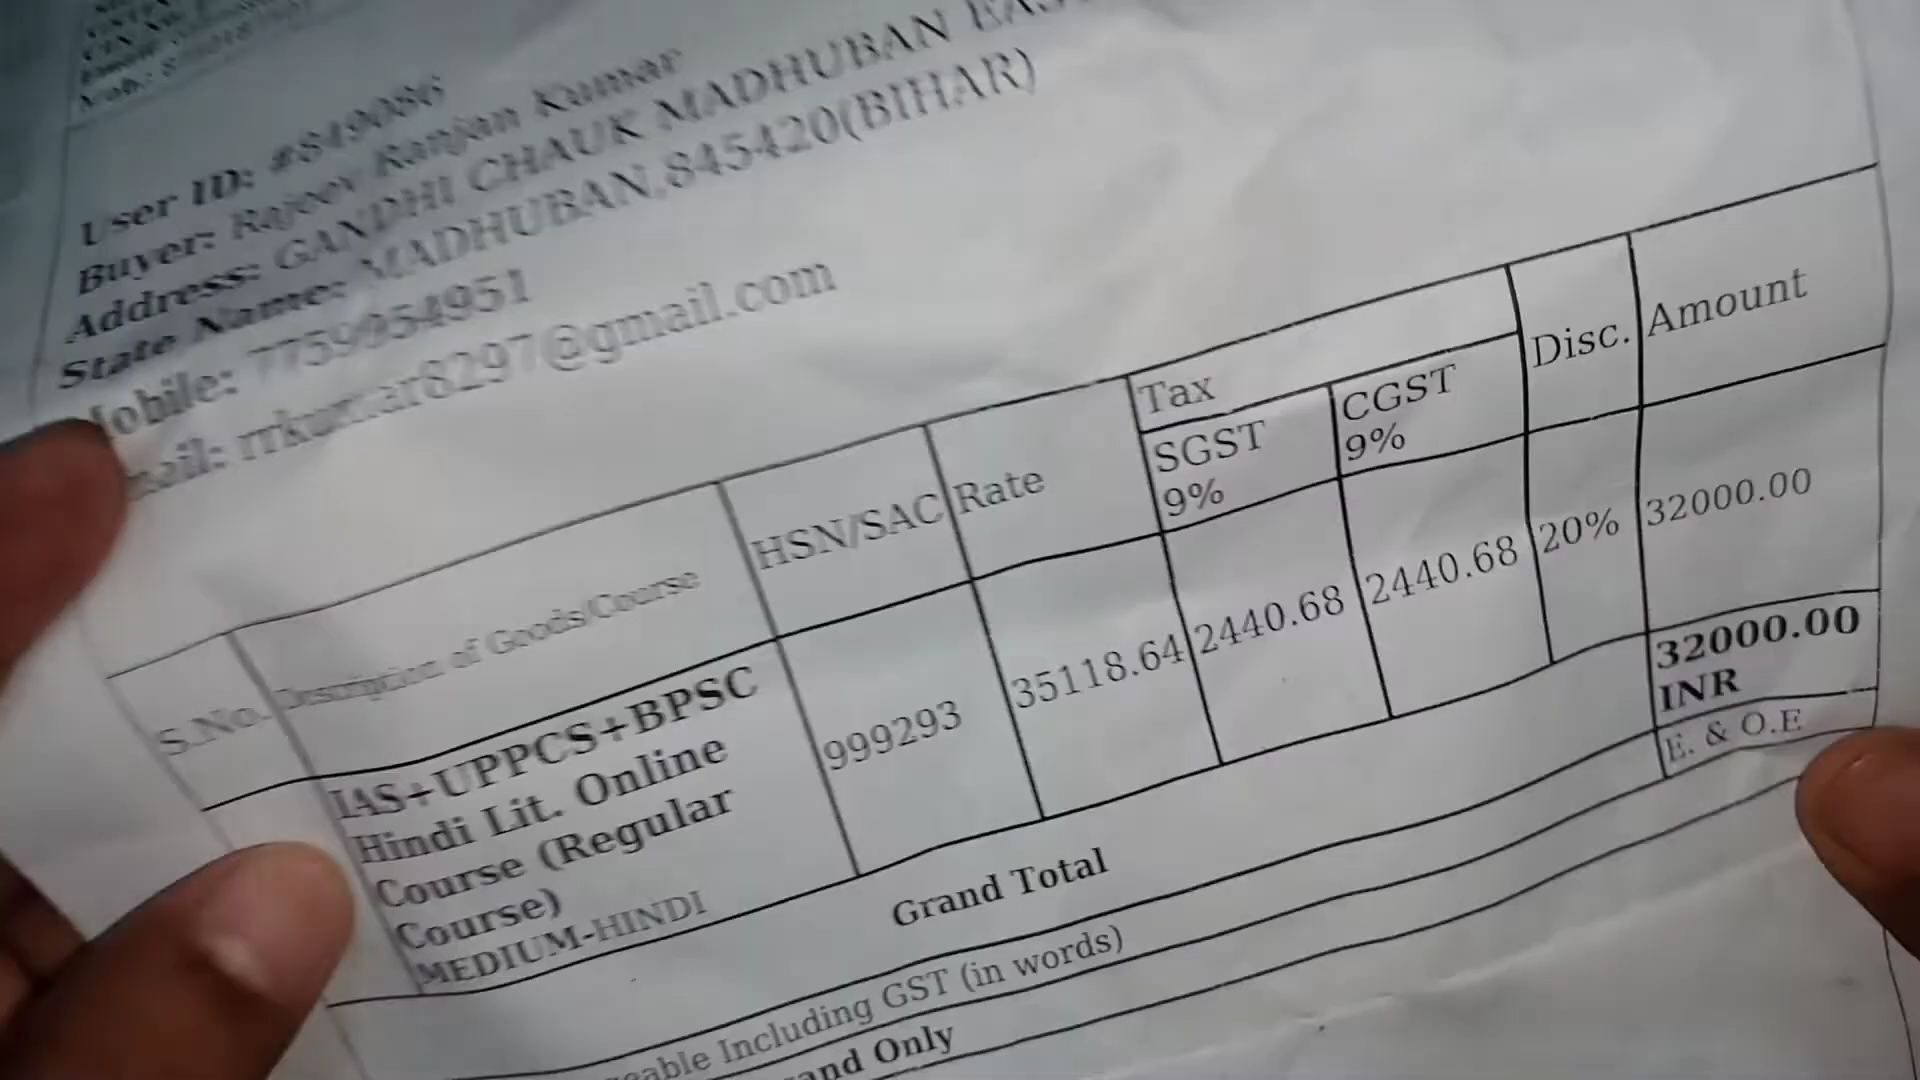 User ID: #849086
Buyer: Rajeev Ranjan Kumar
Address: GANDHI CHAUK MADHUBAN
State Name: MADHUBAN,845420(BIHAR)
Mobile: 7759954951
rrkumar8297@gmail.com
S.No. Description of Goods/Course HSN/SAC Rate Tax Disc. Amount
SGST 9% CGST 9%
IAS+UPPCS+BPSC 999293 35118.64 2440.68 2440.68 20% 32000.00
Hindi Lit. Online
Course (Regular
Course)
MEDIUM-HINDI
Grand Total 32000.00
INR
E. & O.E
Including GST (in words)
Only